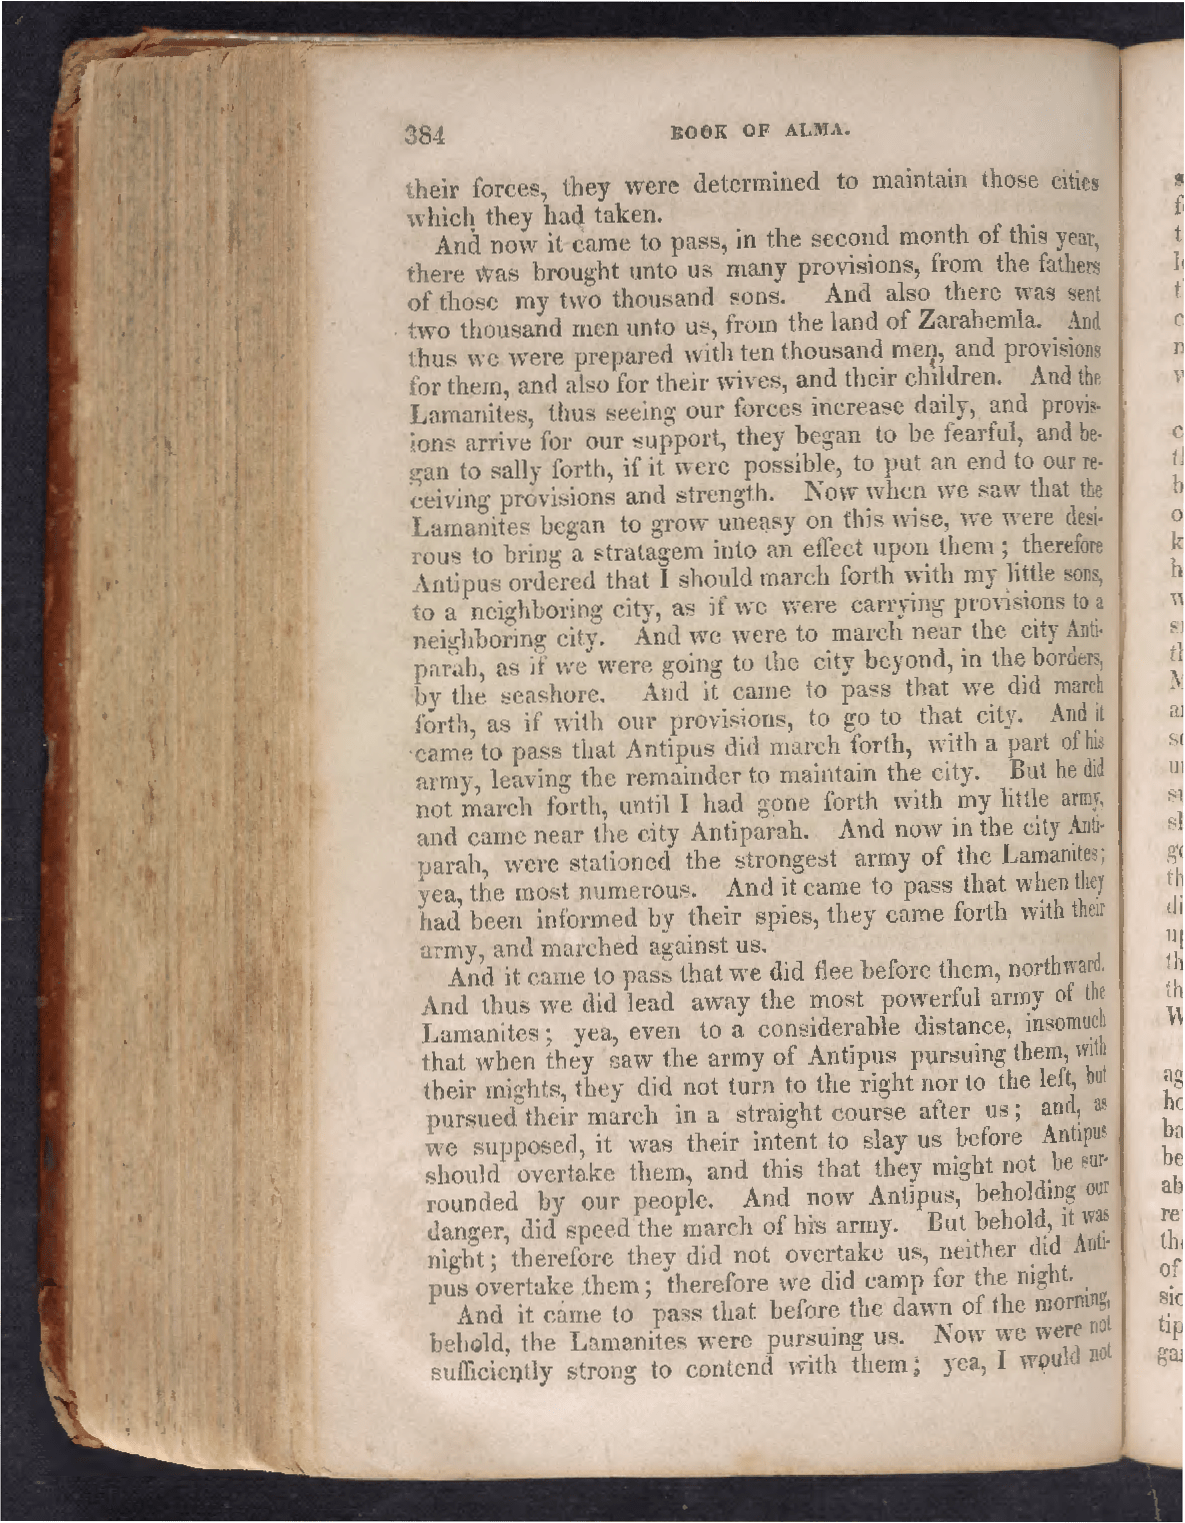 384 BOOK OF ALMA.
their forces, they were determined to maintain those cities
which they had taken.
And now it came to pass, in the second month of this year,
there was brought unto us many provisions, from the fathers
of those my two thousand sons. And also there was sent
two thousand men unto us, from the land of Zarahemla. And
thus we were prepared with ten thousand men, and provisions
for them, and also for their wives, and their children. And the
Lamanites, thus seeing our forces increase daily, and provis-
ions arrive for our support, they began to be fearful, and be-
gan to sally forth, if it were possible, to put an end to our re-
ceiving provisions and strength. Now when we saw that the
Lamanites began to grow uneasy on this wise, we were desi-
rous to bring a stratagem into an effect upon them; therefore
Antipus ordered that I should march forth with my little sons,
to a neighboring city, as if we were carrying provisions to a
neighboring city. And we were to march near the city Anti-
parah, as if we were going to the city beyond, in the borders,
by the seashore. And it came to pass that we did march
forth, as if with our provisions, to go to that city. And it
came to pass that Antipus did march forth, with a part of his
army, leaving the remainder to maintain the city. But he did
not march forth, until I had gone forth with my little army,
and came near the city Antiparah. And now in the city Anti-
parah, were stationed the strongest army of the Lamanites;
yea, the most numerous. And it came to pass that when they
had been informed by their spies, they came forth with their
army, and marched against us.
And it came to pass that we did flee before them, northward.
And thus we did lead away the most powerful army of the
Lamanites; yea, even to a considerable distance, insomuch
that when they saw the army of Antipus pursuing them, with
their mights, they did not turn to the right nor to the left, but
pursued their march in a straight course after us; and, as
we supposed, it was their intent to slay us before Antipus
should overtake them, and this that they might not be sur-
rounded by our people. And now Antipus, beholding our
danger, did speed the march of his army. But behold, it was
night; therefore they did not overtake us, neither did Anti-
pus overtake them; therefore we did camp for the night.
And it came to pass that before the dawn of the morning,
behold, the Lamanites were pursuing us. Now we were not
sufficiently strong to contend with them; yea, I would not